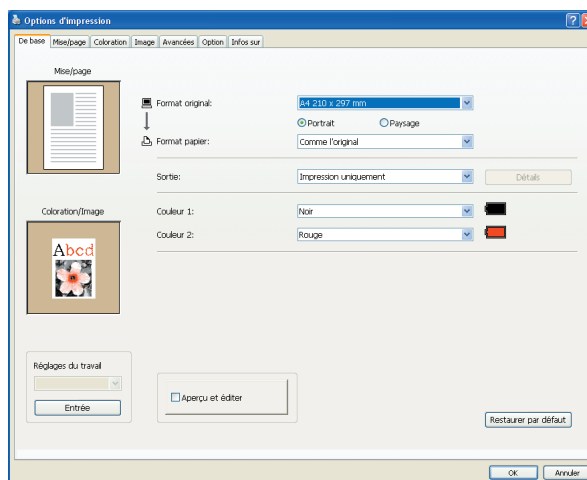 Options d'impression
De base Mise/page Coloration Image Avancées Option Infos sur
Mise/page
Format original: A4 210 x 297 mm
Portrait Paysage
Format papier: Comme l'original
Sortie: Impression uniquement Détails
Coloration/Image
Couleur 1: Noir
Abcd
Couleur 2: Rouge
Réglages du travail
Aperçu et éditer
Entrée
Restaurer par défaut
OK Annuler